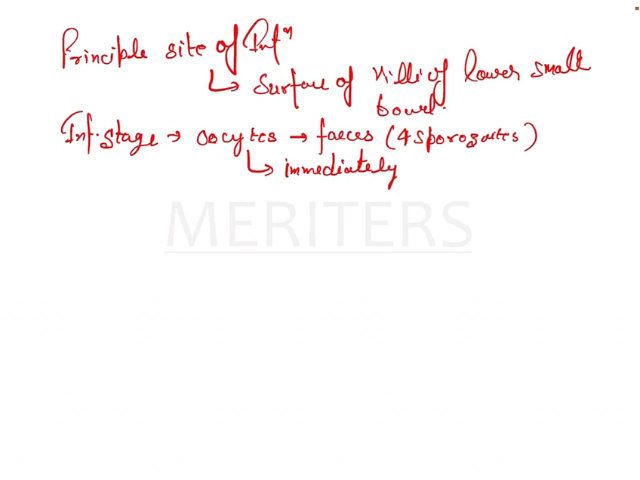 Principle site of Infⁿ
↳ Surface of villi of lower small
bowel.
Inf. stage → oocytes → faeces (4 sporozoites)
↳ immediately
MERITERS